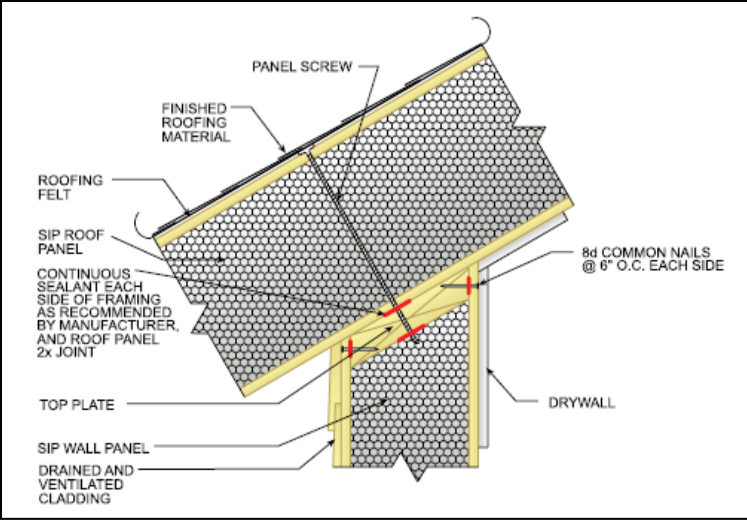 PANEL SCREW
FINISHED
ROOFING
MATERIAL
ROOFING
FELT
SIP ROOF
PANEL
CONTINUOUS
SEALANT EACH
SIDE OF FRAMING
AS RECOMMENDED
BY MANUFACTURER,
AND ROOF PANEL
2x JOINT
8d COMMON NAILS
@ 6" O.C. EACH SIDE
TOP PLATE
DRYWALL
SIP WALL PANEL
DRAINED AND
VENTILATED
CLADDING